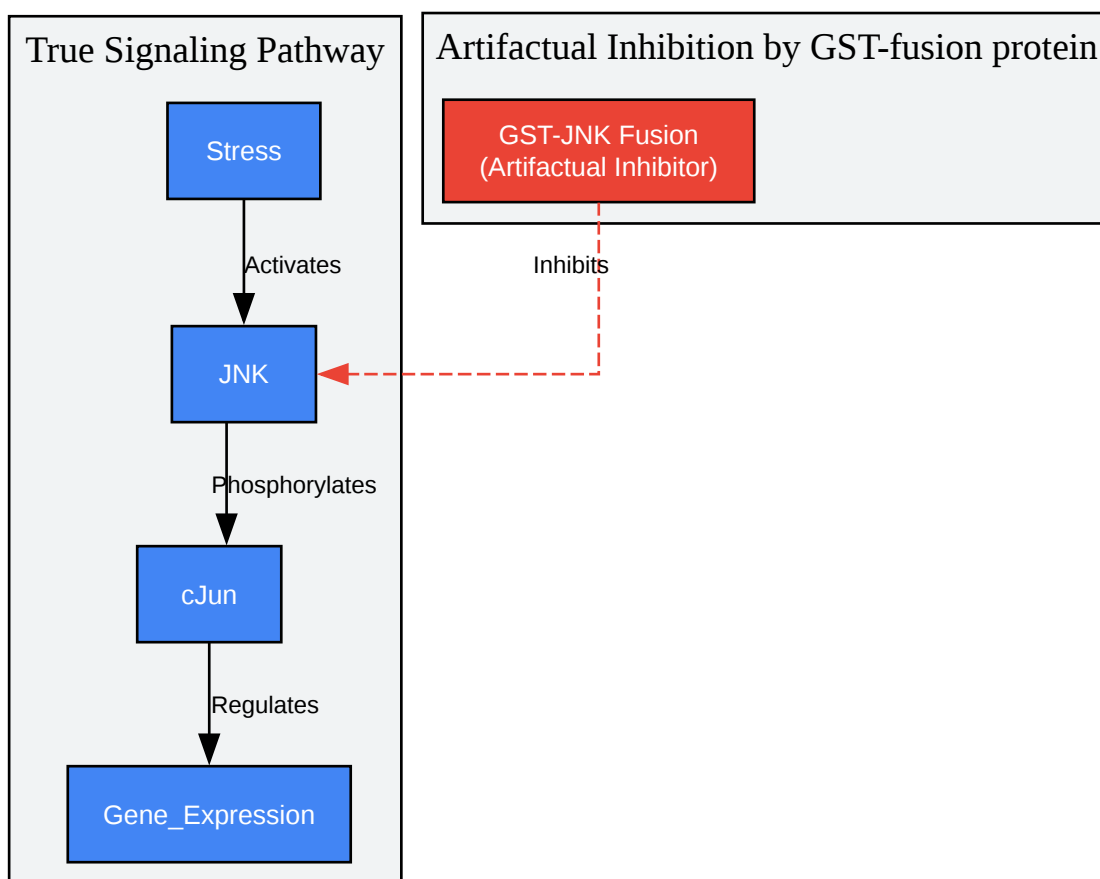 True Signaling Pathway
Stress
Activates
JNK
Phosphorylates
cJun
Regulates
Gene_Expression
Artifactual Inhibition by GST-fusion protein
GST-JNK Fusion
(Artifactual Inhibitor)
Inhibits